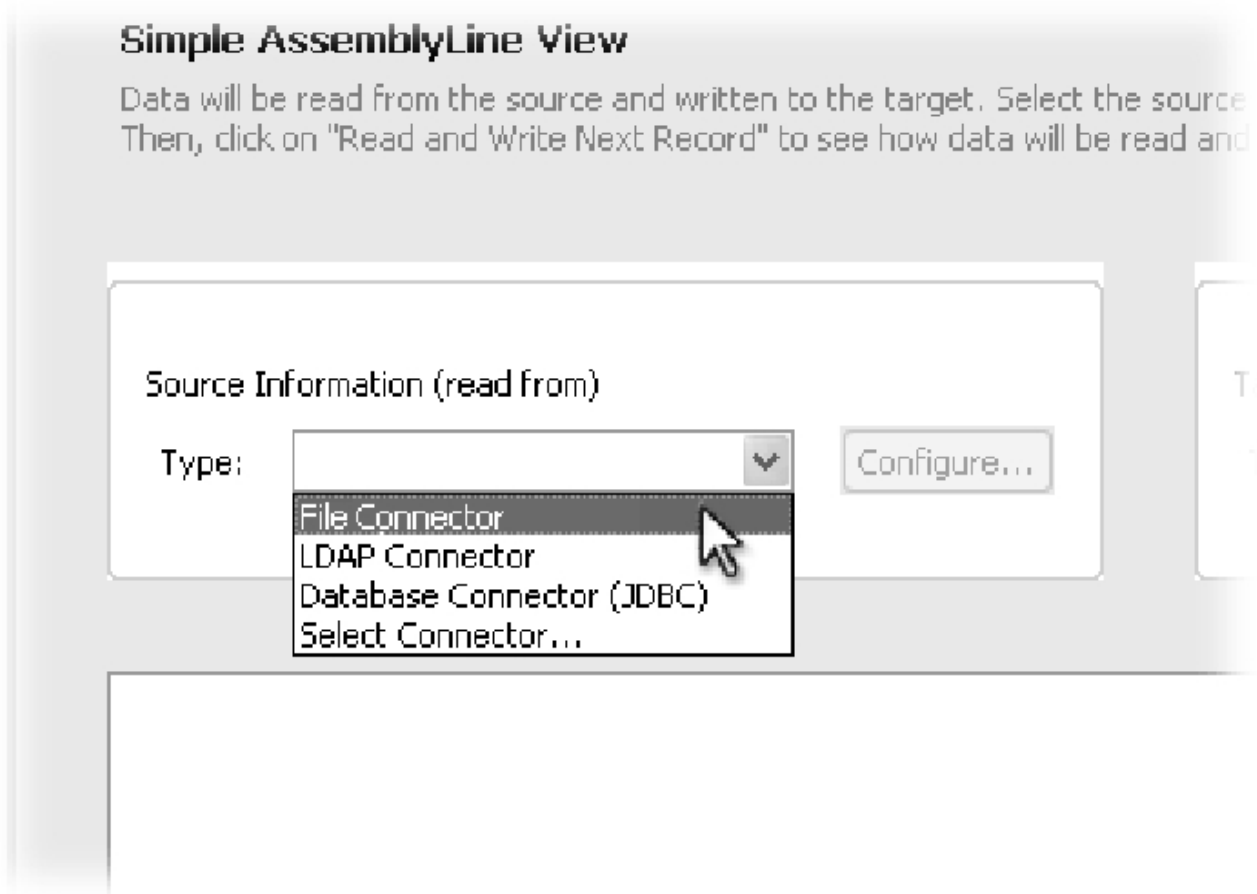 Simple AssemblyLine View
Data will be read from the source and written to the target. Select the source
Then, click on "Read and Write Next Record" to see how data will be read and
Source Information (read from)
Type:
Configure...
File Connector
LDAP Connector
Database Connector (JDBC)
Select Connector...